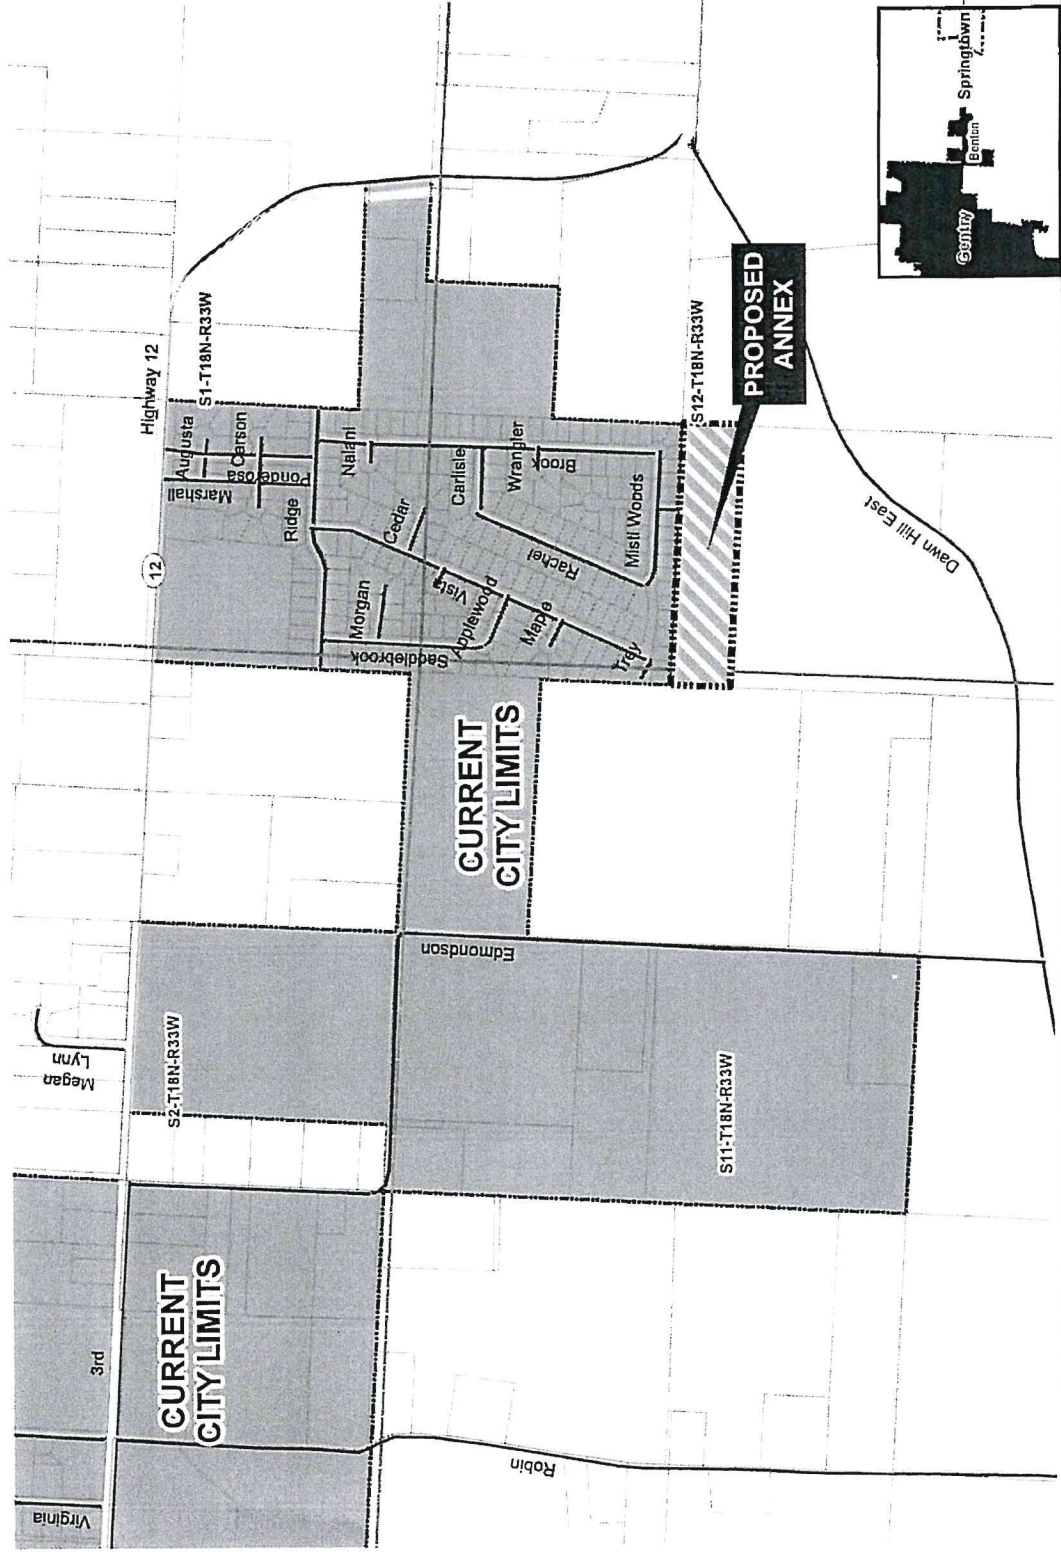 Virginia
3rd
Megan
Lynn
S2-T18N-R33W
CURRENT
CITY LIMITS
Robin
S11-T18N-R33W
Edmondson
CURRENT
CITY LIMITS
12
Highway 12
S1-T18N-R33W
Augusta
Marshall
Carson
Ponderosa
Ridge
Nalani
Cedar
Morgan
Saddlebrook
Vista
Applewood
Maple
Trey
Carlisle
Rachel
Wrangler
Brook
Misti Woods
S12-T18N-R33W
PROPOSED
ANNEX
Dawn Hill East
Gentry
Benton
Springtown